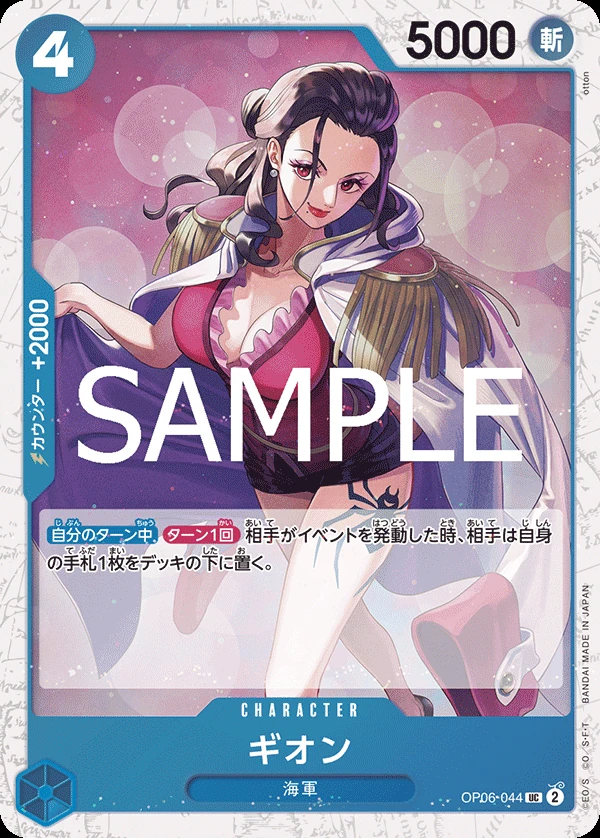 4
5000
斬
otton
カウンター +2000
SAMPLE
自分のターン中 ターン1回 相手がイベントを発動した時、相手は自身
の手札1枚をデッキの下に置く。
CHARACTER
ギオン
海軍
OP06-044 UC 2
©E.O./S. ©O./S.・F.・T. BANDAI MADE IN JAPAN